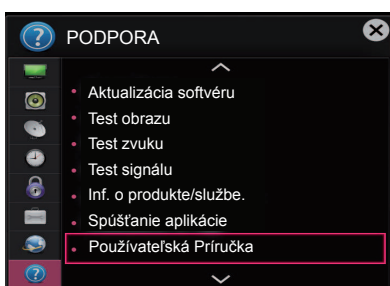 PODPORA
Aktualizácia softvéru
Test obrazu
Test zvuku
Test signálu
Inf. o produkte/službe.
Spúšťanie aplikácie
Používateľská Príručka